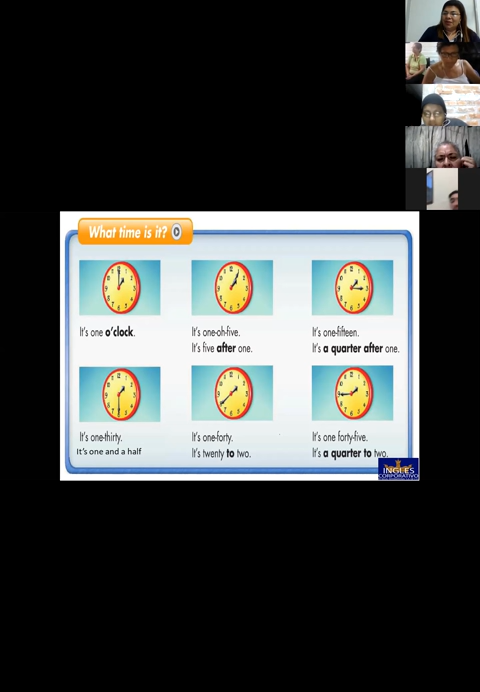 What time is it?
It's one o'clock.
It's one-oh-five.
It's five after one.
It's one-fifteen.
It's a quarter after one.
It's one-thirty.
It's one and a half
It's one-forty.
It's twenty to two.
It's one forty-five.
It's a quarter to two.
INGLÉS
CORPORATIVO